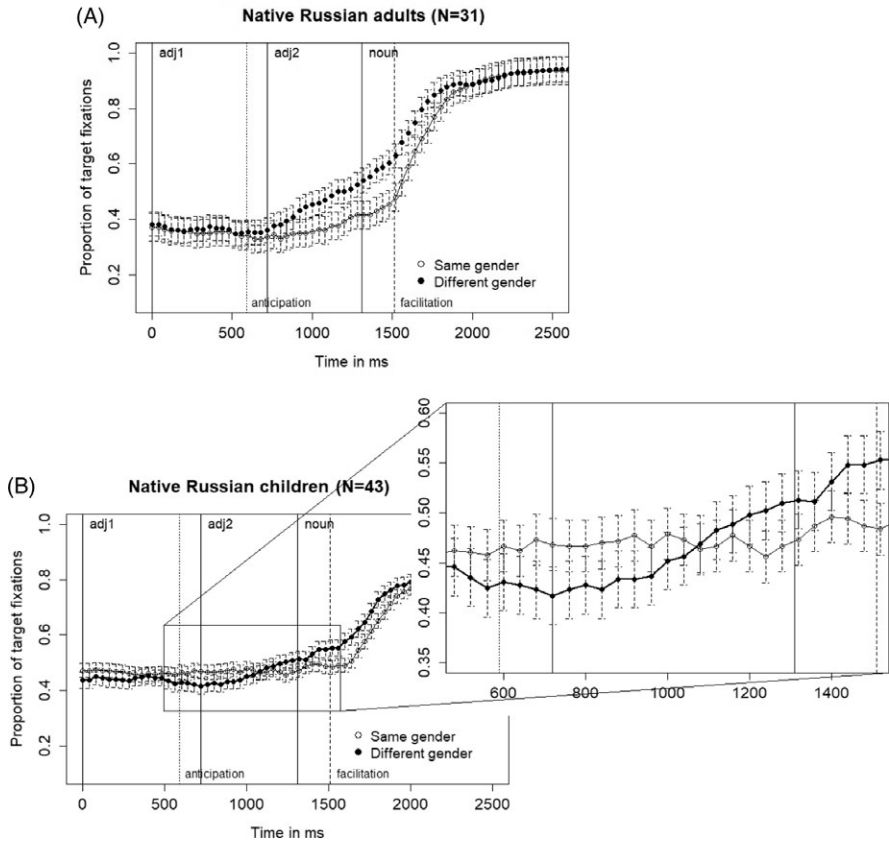 (A)
Native Russian adults (N=31)
adj1
adj2
noun
1.0
0.8
0.6
0.4
0.2
Proportion of target fixations
Same gender
Different gender
anticipation
facilitation
0 500 1000 1500 2000 2500
Time in ms
0.60
0.55
0.50
0.45
0.40
0.35
600 800 1000 1200 1400
(B)
Native Russian children (N=43)
adj1
adj2
noun
1.0
0.8
0.6
0.4
0.2
Proportion of target fixations
Same gender
Different gender
anticipation
facilitation
0 500 1000 1500 2000 2500
Time in ms